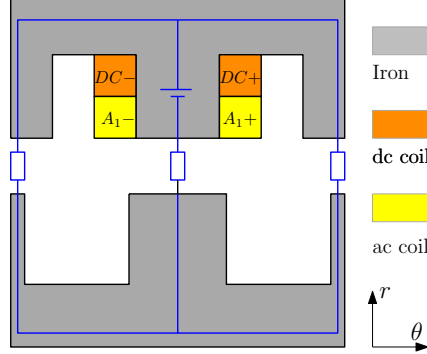 DC− DC+
A₁− A₁+
Iron
dc coil
ac coil
r
θ